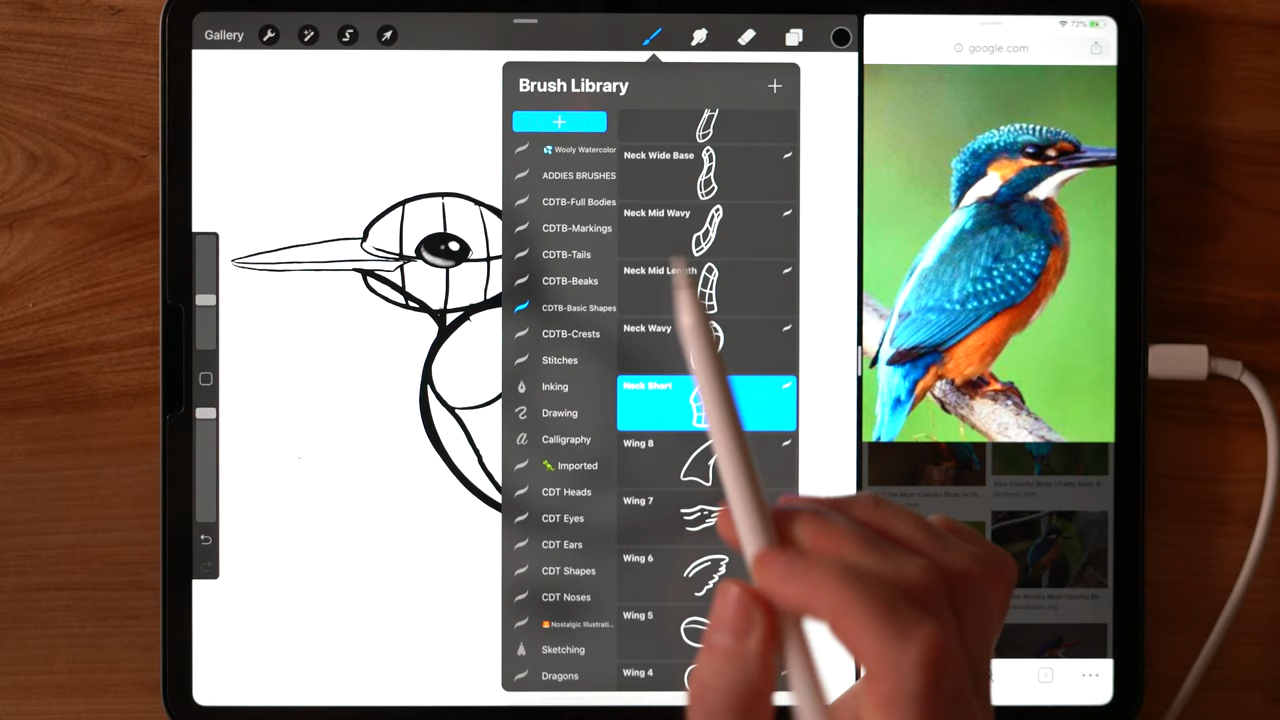 Gallery
72%
google.com
Brush Library
Wooly Watercolor
ADDIES BRUSHES
CDTB-Full Bodies
CDTB-Markings
CDTB-Tails
CDTB-Beaks
CDTB-Basic Shapes
CDTB-Crests
Stitches
Inking
Drawing
Calligraphy
Imported
CDT Heads
CDT Eyes
CDT Ears
CDT Shapes
CDT Noses
Nostalgic Illustrati...
Sketching
Dragons
Neck Wide Base
Neck Mid Wavy
Neck Mid Length
Neck Wavy
Neck Short
Wing 8
Wing 7
Wing 6
Wing 5
Wing 4